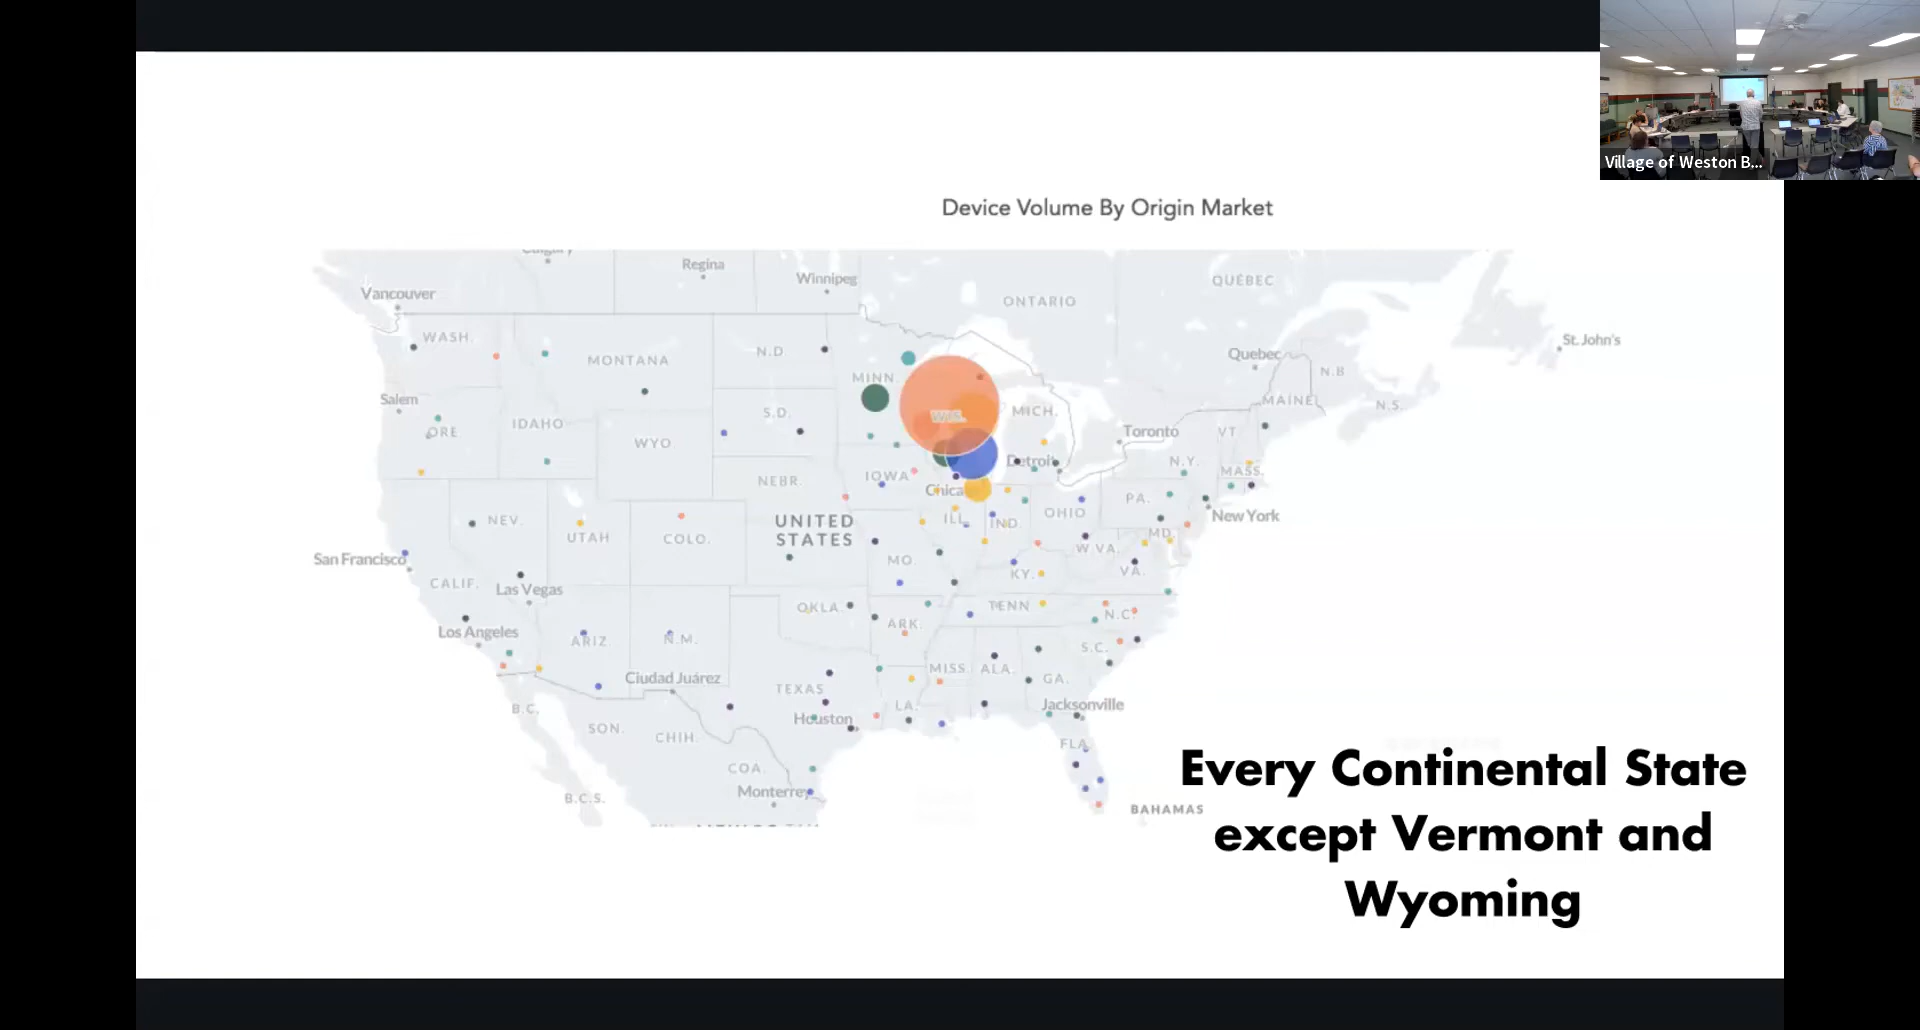 Village of Weston B...
Device Volume By Origin Market
Regina
Winnipeg
QUÉBEC
Vancouver
ONTARIO
WASH.
St. John's
N.D
MONTANA
Quebec
N.B
MINN.
Salem
MAINE
N.S.
S.D.
WIS.
MICH.
ORE
IDAHO
Toronto
VT
WYO
Detroit
N.Y.
MASS.
IOWA
NEBR.
Chica
PA.
NEV.
UNITED
STATES
ILL.
IND.
OHIO
New York
UTAH
COLO.
MD.
San Francisco
MO.
W.VA.
VA.
CALIF.
Las Vegas
KY.
OKLA.
TENN
N.C.
Los Angeles
ARIZ
N.M.
ARK.
S.C.
Ciudad Juárez
MISS.
ALA.
GA.
TEXAS
B.C.
Houston
LA.
Jacksonville
SON.
CHIH.
FLA.
COA.
Monterrey
B.C.S.
BAHAMAS
Every Continental State
except Vermont and
Wyoming